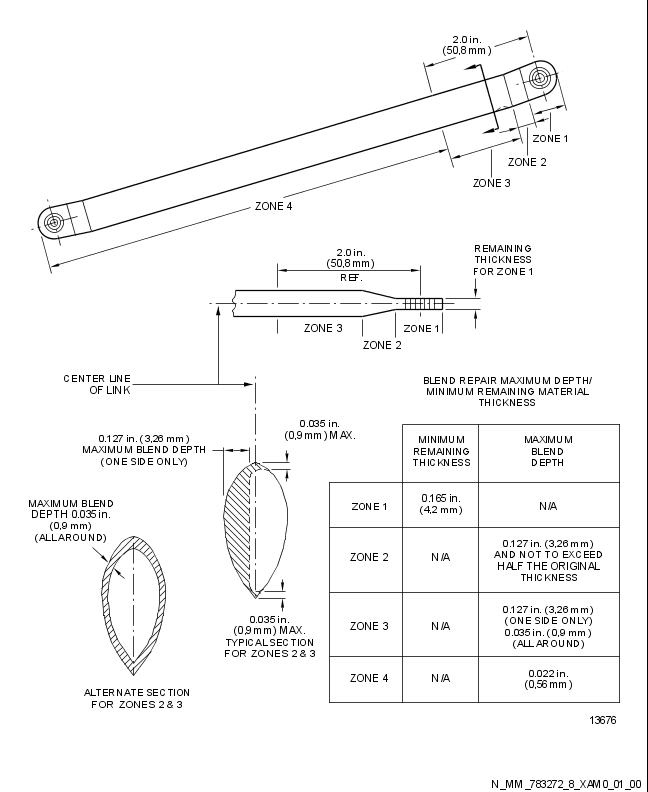 2.0 in.
(50,8 mm)
ZONE 1
ZONE 2
ZONE 3
ZONE 4
2.0 in.
(50,8 mm)
REF.
REMAINING
THICKNESS
FOR ZONE 1
ZONE 3
ZONE 1
ZONE 2
CENTER LINE
OF LINK
0.035 in.
(0,9 mm) MAX.
0.127 in. (3,26 mm)
MAXIMUM BLEND DEPTH
(ONE SIDE ONLY)
MAXIMUM BLEND
DEPTH 0.035 in.
(0,9 mm)
(ALL AROUND)
0.035 in.
(0,9 mm) MAX.
TYPICAL SECTION
FOR ZONES 2 & 3
ALTERNATE SECTION
FOR ZONES 2 & 3
BLEND REPAIR MAXIMUM DEPTH/
MINIMUM REMAINING MATERIAL
THICKNESS
MINIMUM
REMAINING
THICKNESS
MAXIMUM
BLEND
DEPTH
ZONE 1
0.165 in.
(4,2 mm)
N/A
ZONE 2
N/A
0.127 in. (3,26 mm)
AND NOT TO EXCEED
HALF THE ORIGINAL
THICKNESS
ZONE 3
N/A
0.127 in. (3,26 mm)
(ONE SIDE ONLY)
0.035 in. (0,9 mm)
(ALL AROUND)
ZONE 4
N/A
0.022 in.
(0,56 mm)
13676
N_MM_783272_8_XAM0_01_00